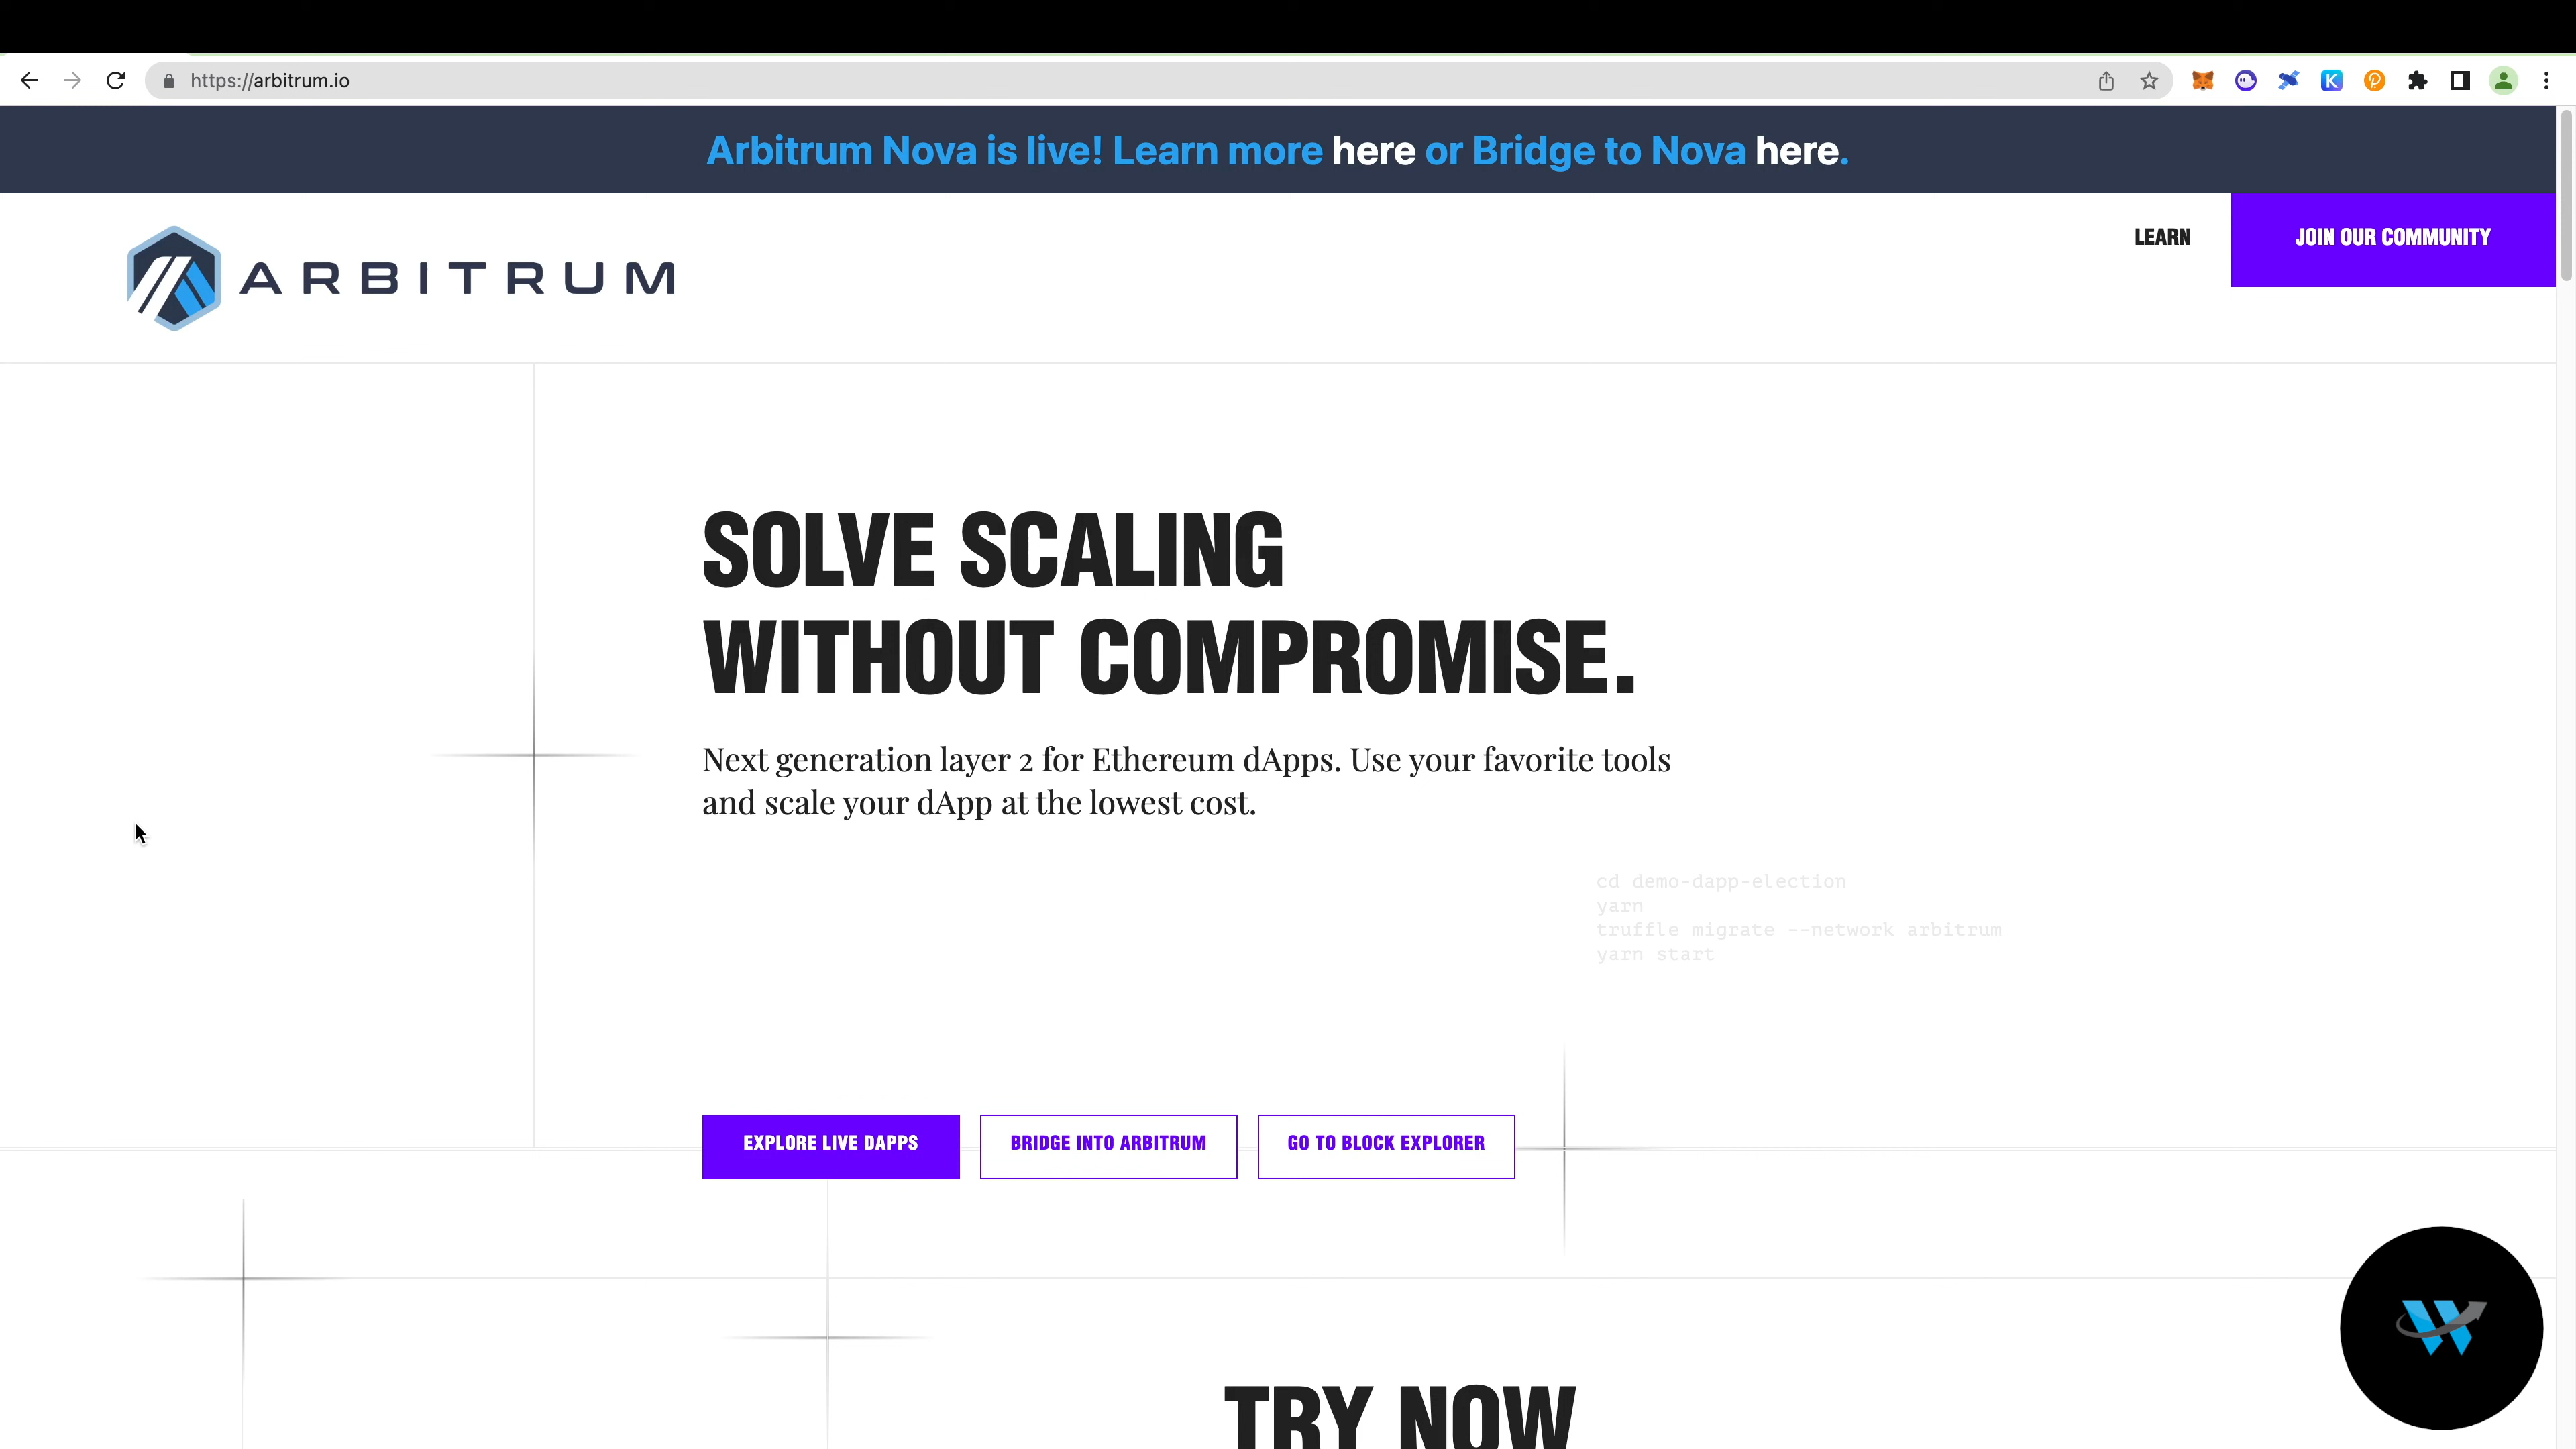 https://arbitrum.io
Arbitrum Nova is live! Learn more here or Bridge to Nova here.
ARBITRUM
LEARN
JOIN OUR COMMUNITY
SOLVE SCALING
WITHOUT COMPROMISE.
Next generation layer 2 for Ethereum dApps. Use your favorite tools
and scale your dApp at the lowest cost.
cd demo-dapp-election
yarn
truffle migrate --network arbitrum
yarn start
EXPLORE LIVE DAPPS
BRIDGE INTO ARBITRUM
GO TO BLOCK EXPLORER
TRY NOW